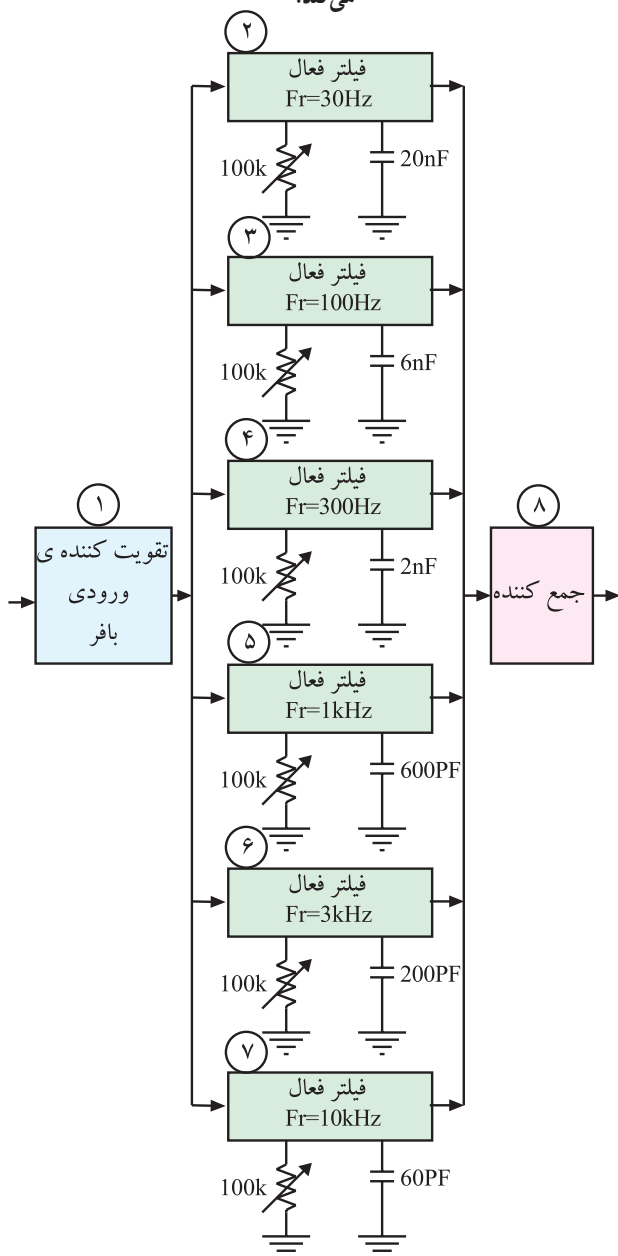 می‌کند.
۲
فیلتر فعال
Fr=30Hz
100k
20nF
۳
فیلتر فعال
Fr=100Hz
100k
6nF
۴
فیلتر فعال
Fr=300Hz
100k
2nF
۱
تقویت کننده ی
ورودی
بافر
۸
جمع کننده
۵
فیلتر فعال
Fr=1kHz
100k
600PF
۶
فیلتر فعال
Fr=3kHz
100k
200PF
۷
فیلتر فعال
Fr=10kHz
100k
60PF